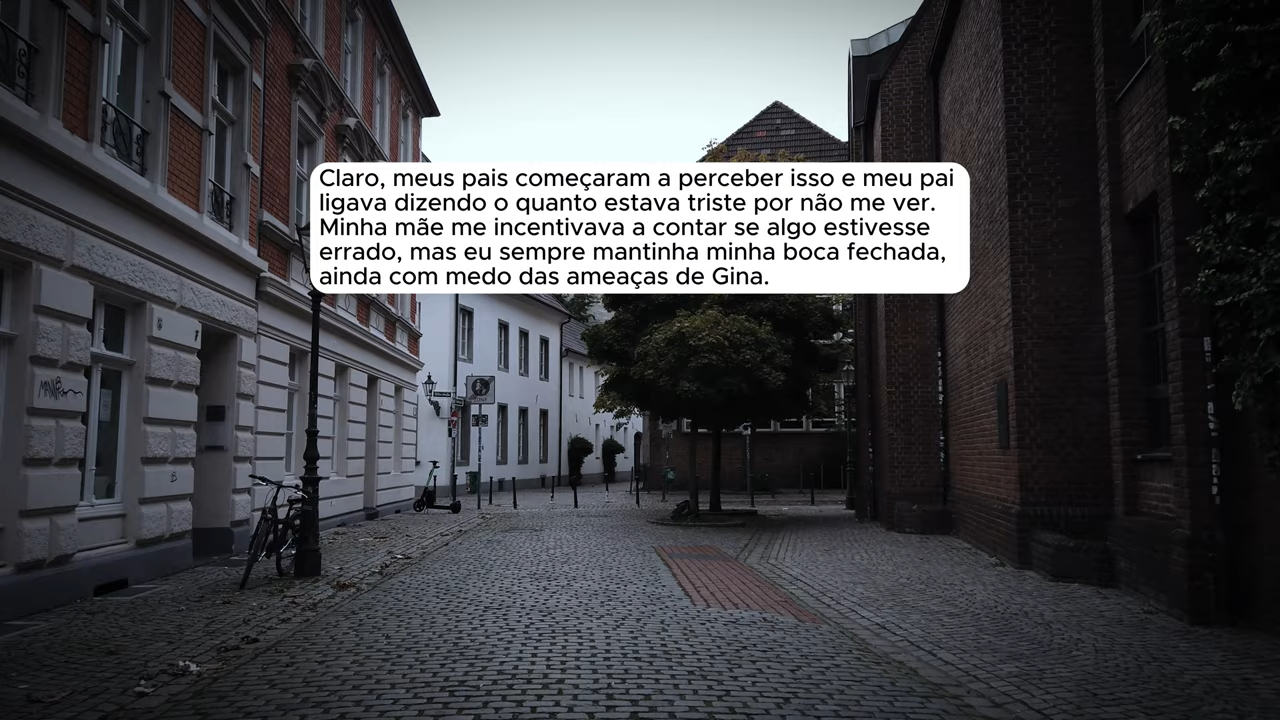 Claro, meus pais começaram a perceber isso e meu pai
ligava dizendo o quanto estava triste por não me ver.
Minha mãe me incentivava a contar se algo estivesse
errado, mas eu sempre mantinha minha boca fechada,
ainda com medo das ameaças de Gina.